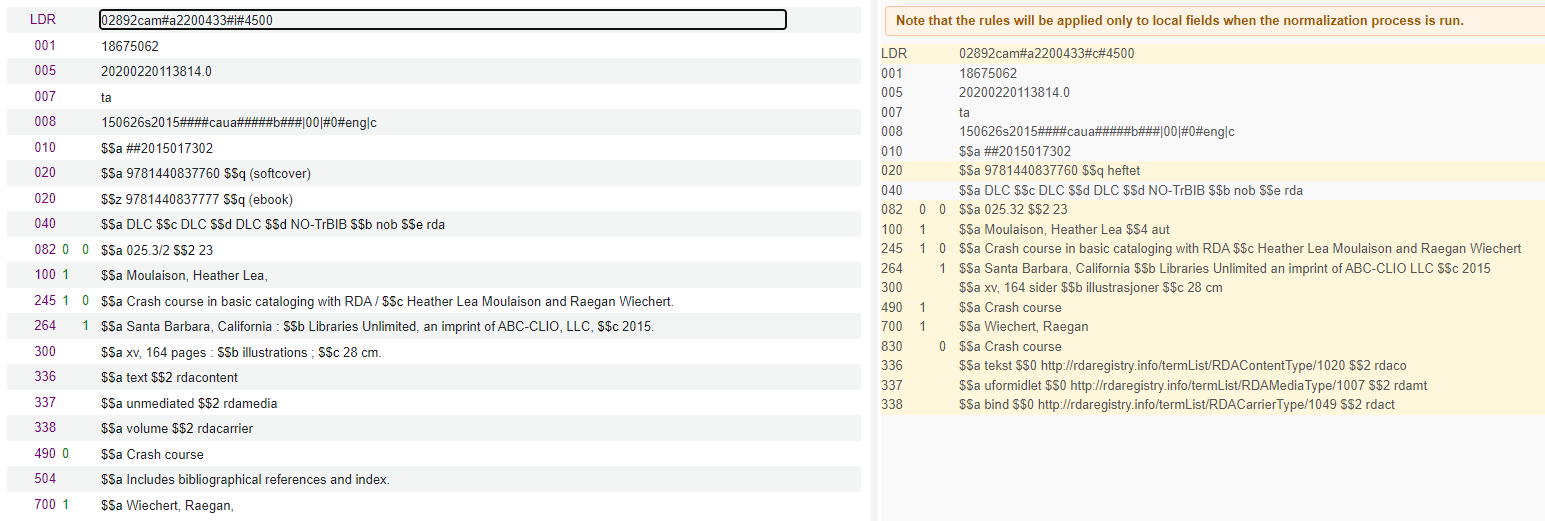 LDR 02892cam#a2200433#i#4500
001 18675062
005 20200220113814.0
007 ta
008 150626s2015####caua#####b###|00|#0#eng|c
010 $$a ##2015017302
020 $$a 9781440837760 $$q (softcover)
020 $$z 9781440837777 $$q (ebook)
040 $$a DLC $$c DLC $$d DLC $$d NO-TrBIB $$b nob $$e rda
082 0 0 $$a 025.3/2 $$2 23
100 1 $$a Moulaison, Heather Lea,
245 1 0 $$a Crash course in basic cataloging with RDA / $$c Heather Lea Moulaison and Raegan Wiechert.
264 1 $$a Santa Barbara, California : $$b Libraries Unlimited, an imprint of ABC-CLIO, LLC, $$c 2015.
300 $$a xv, 164 pages : $$b illustrations ; $$c 28 cm.
336 $$a text $$2 rdacontent
337 $$a unmediated $$2 rdamedia
338 $$a volume $$2 rdacarrier
490 0 $$a Crash course
504 $$a Includes bibliographical references and index.
700 1 $$a Wiechert, Raegan,
Note that the rules will be applied only to local fields when the normalization process is run.
LDR 02892cam#a2200433#c#4500
001 18675062
005 20200220113814.0
007 ta
008 150626s2015####caua#####b###|00|#0#eng|c
010 $$a ##2015017302
020 $$a 9781440837760 $$q heftet
040 $$a DLC $$c DLC $$d DLC $$d NO-TrBIB $$b nob $$e rda
082 0 0 $$a 025.32 $$2 23
100 1 $$a Moulaison, Heather Lea $$4 aut
245 1 0 $$a Crash course in basic cataloging with RDA $$c Heather Lea Moulaison and Raegan Wiechert
264 1 $$a Santa Barbara, California $$b Libraries Unlimited an imprint of ABC-CLIO LLC $$c 2015
300 $$a xv, 164 sider $$b illustrasjoner $$c 28 cm
490 1 $$a Crash course
700 1 $$a Wiechert, Raegan
830 0 $$a Crash course
336 $$a tekst $$0 http://rdaregistry.info/termList/RDAContentType/1020 $$2 rdaco
337 $$a uformidlet $$0 http://rdaregistry.info/termList/RDAMediaType/1007 $$2 rdamt
338 $$a bind $$0 http://rdaregistry.info/termList/RDACarrierType/1049 $$2 rdact